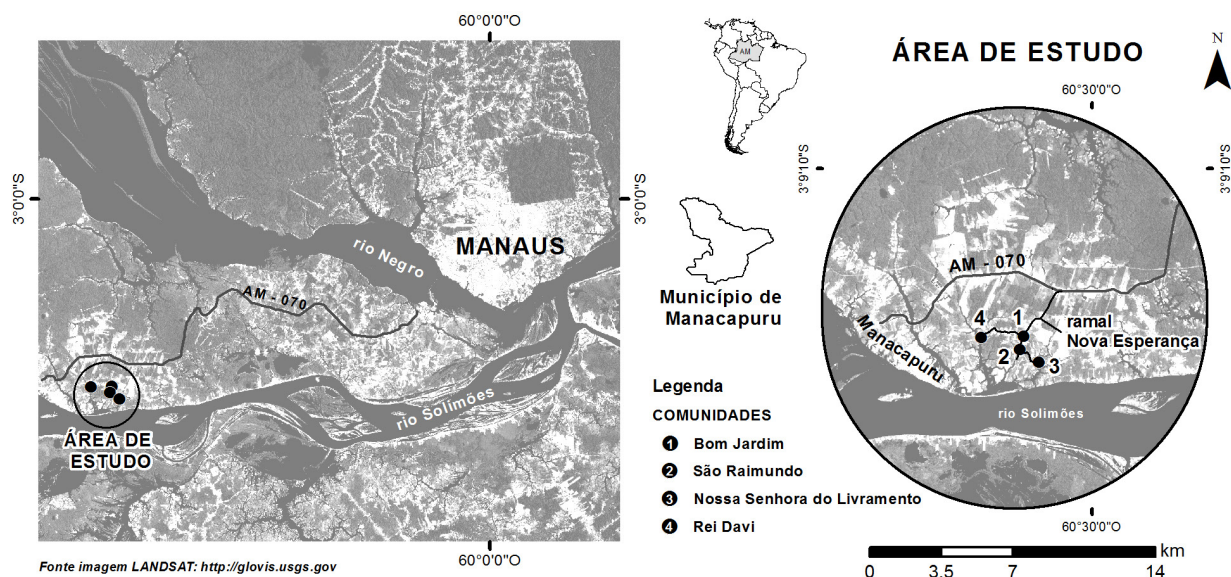 60°0'0"O
3°0'0"S
3°0'0"S
rio Negro
MANAUS
AM - 070
rio Solimões
ÁREA DE
ESTUDO
60°0'0"O
Fonte imagem LANDSAT: http://glovis.usgs.gov
AM
Município de
Manacapuru
Legenda
COMUNIDADES
1 Bom Jardim
2 São Raimundo
3 Nossa Senhora do Livramento
4 Rei Davi
ÁREA DE ESTUDO
N
60°30'0"O
3°9'10"S
3°9'10"S
AM - 070
4
1
ramal
Nova Esperança
2
3
Manacapuru
rio Solimões
60°30'0"O
km
0 3,5 7 14